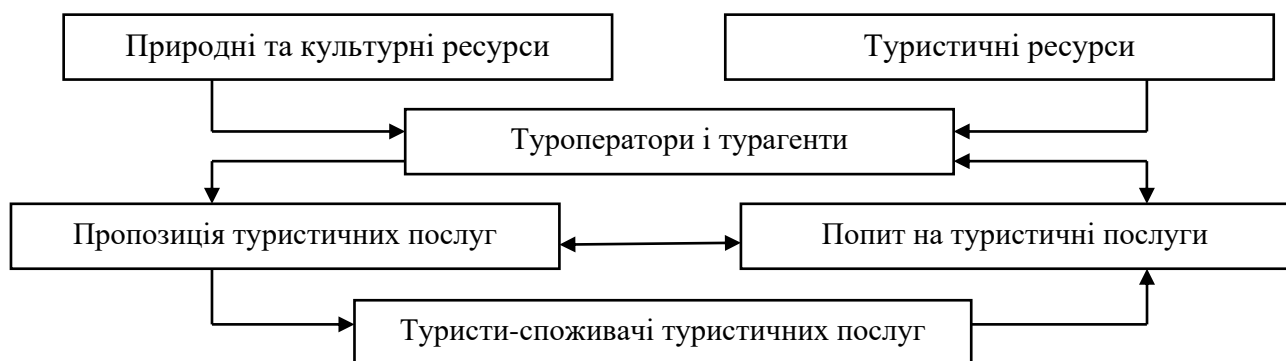 Природні та культурні ресурси
Туристичні ресурси
Туроператори і турагенти
Пропозиція туристичних послуг
Попит на туристичні послуги
Туристи-споживачі туристичних послуг